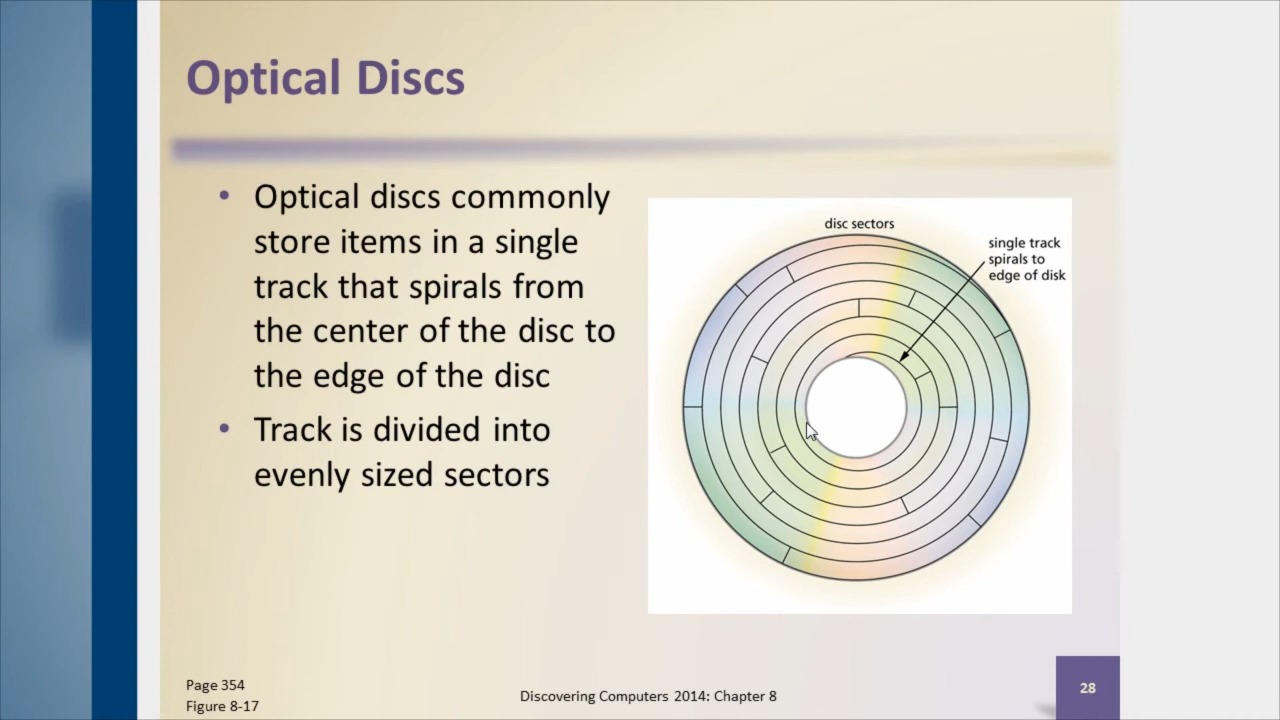 Optical Discs
• Optical discs commonly
store items in a single
track that spirals from
the center of the disc to
the edge of the disc
• Track is divided into
evenly sized sectors
disc sectors
single track
spirals to
edge of disk
Page 354
Figure 8-17
Discovering Computers 2014: Chapter 8
28